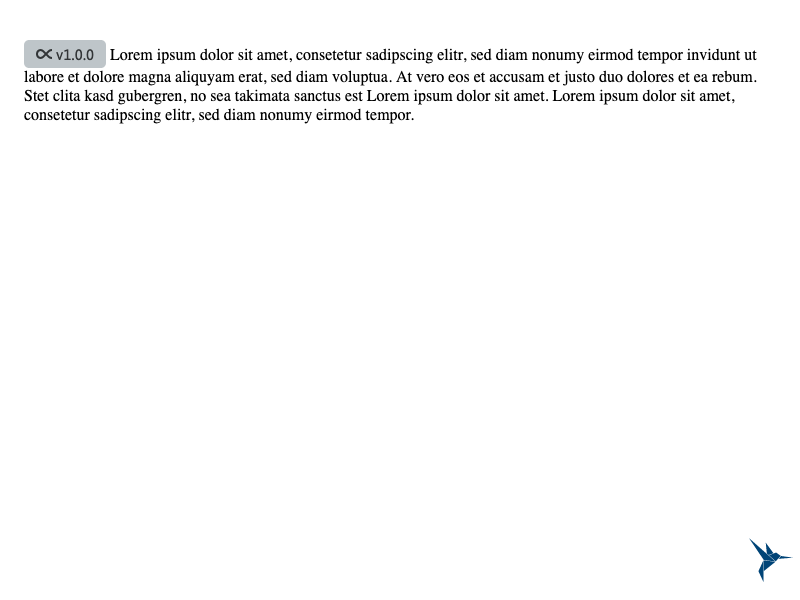 ∝ v1.0.0 Lorem ipsum dolor sit amet, consetetur sadipscing elitr, sed diam nonumy eirmod tempor invidunt ut
labore et dolore magna aliquyam erat, sed diam voluptua. At vero eos et accusam et justo duo dolores et ea rebum.
Stet clita kasd gubergren, no sea takimata sanctus est Lorem ipsum dolor sit amet. Lorem ipsum dolor sit amet,
consetetur sadipscing elitr, sed diam nonumy eirmod tempor.